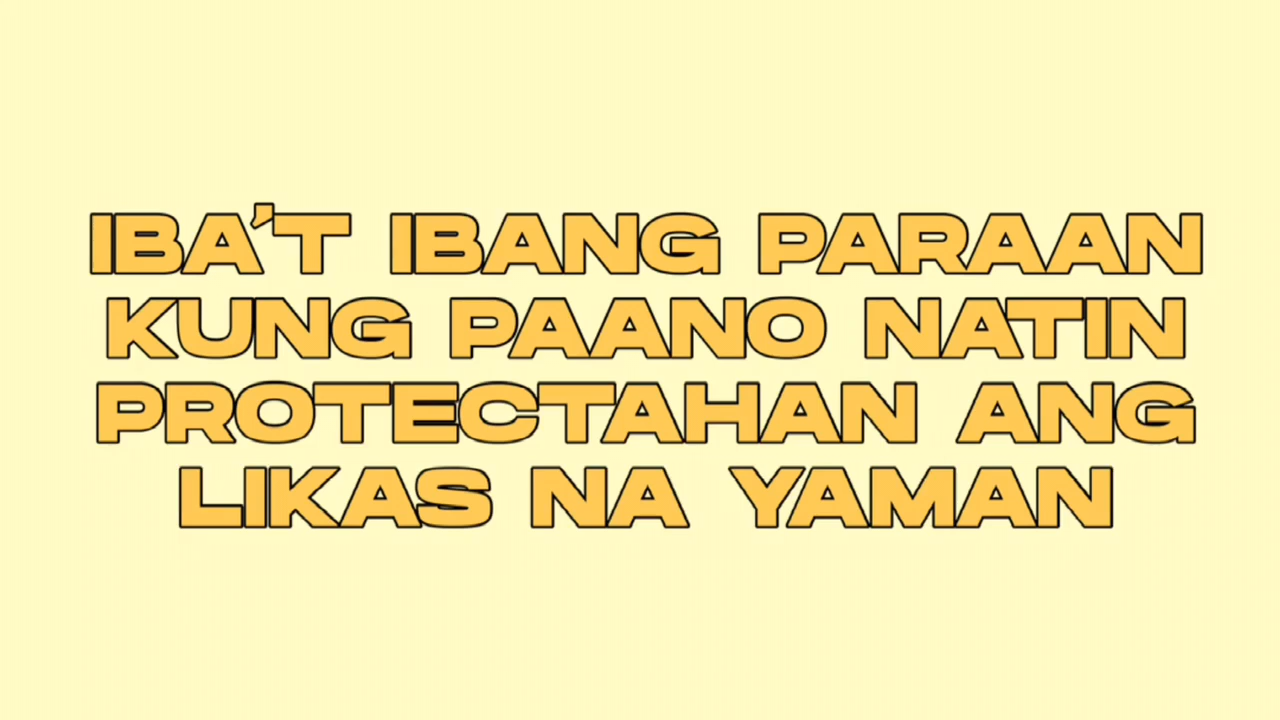 IBA'T IBANG PARAAN
KUNG PAANO NATIN
PROTECTAHAN ANG
LIKAS NA YAMAN